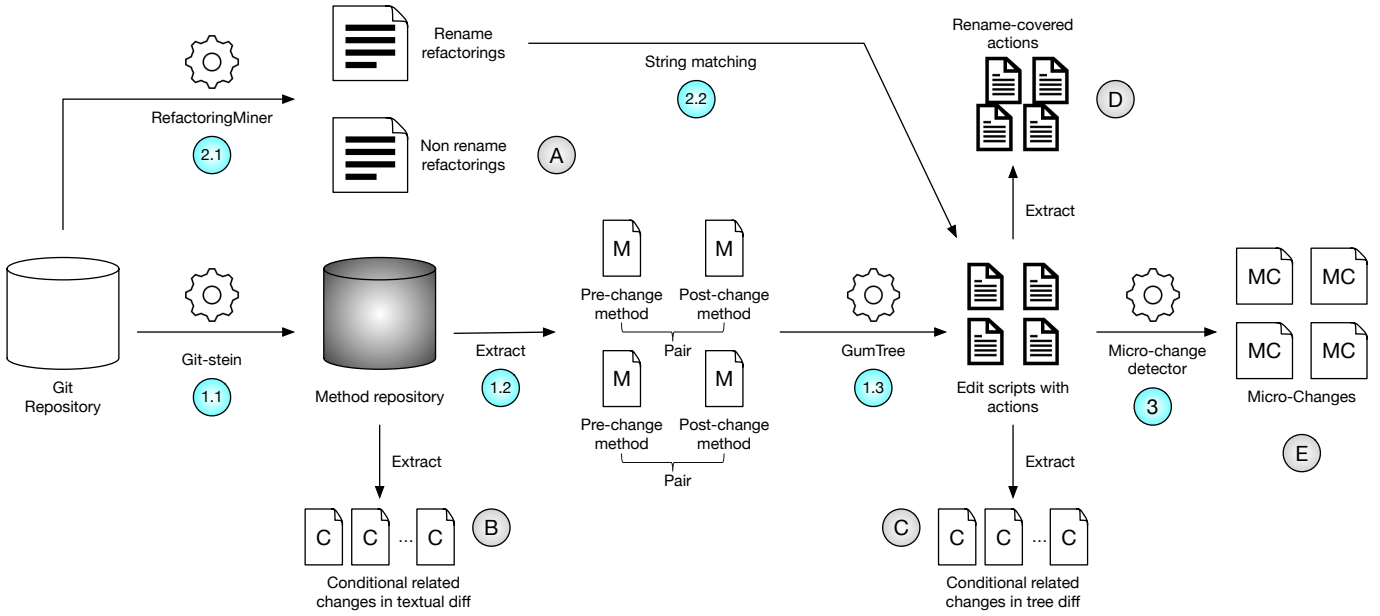 Rename
refactorings
RefactoringMiner
2.1
Non rename
refactorings
A
String matching
2.2
Rename-covered
actions
D
Extract
Git
Repository
Git-stein
1.1
Method repository
Extract
1.2
M
M
Pre-change
method
Post-change
method
Pair
M
M
Pre-change
method
Post-change
method
Pair
GumTree
1.3
Edit scripts with
actions
Micro-change
detector
3
MC
MC
MC
MC
Micro-Changes
E
Extract
C
C
...
C
B
Conditional related
changes in textual diff
Extract
C
C
C
...
C
Conditional related
changes in tree diff